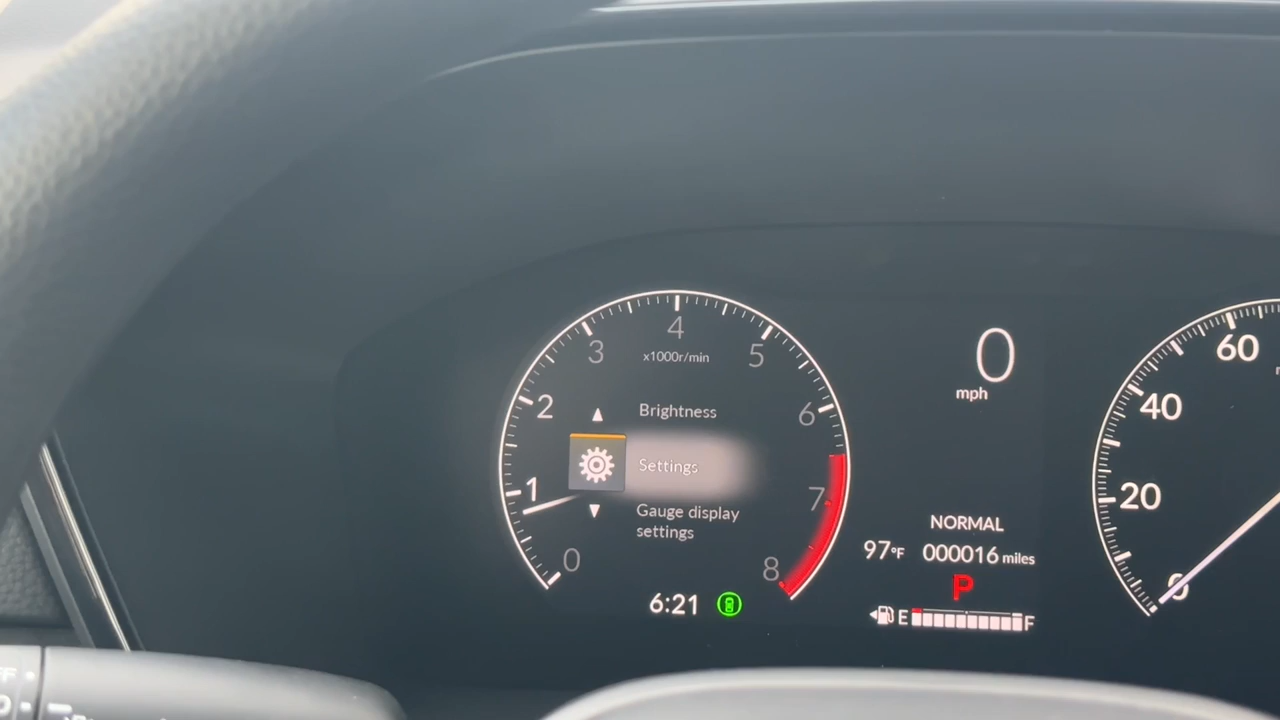 4
3
x1000r/min
5
0
60
mph
2
Brightness
6
40
Settings
1
7
20
Gauge display
settings
NORMAL
97°F 000016 miles
0
8
P
0
6:21
E
F